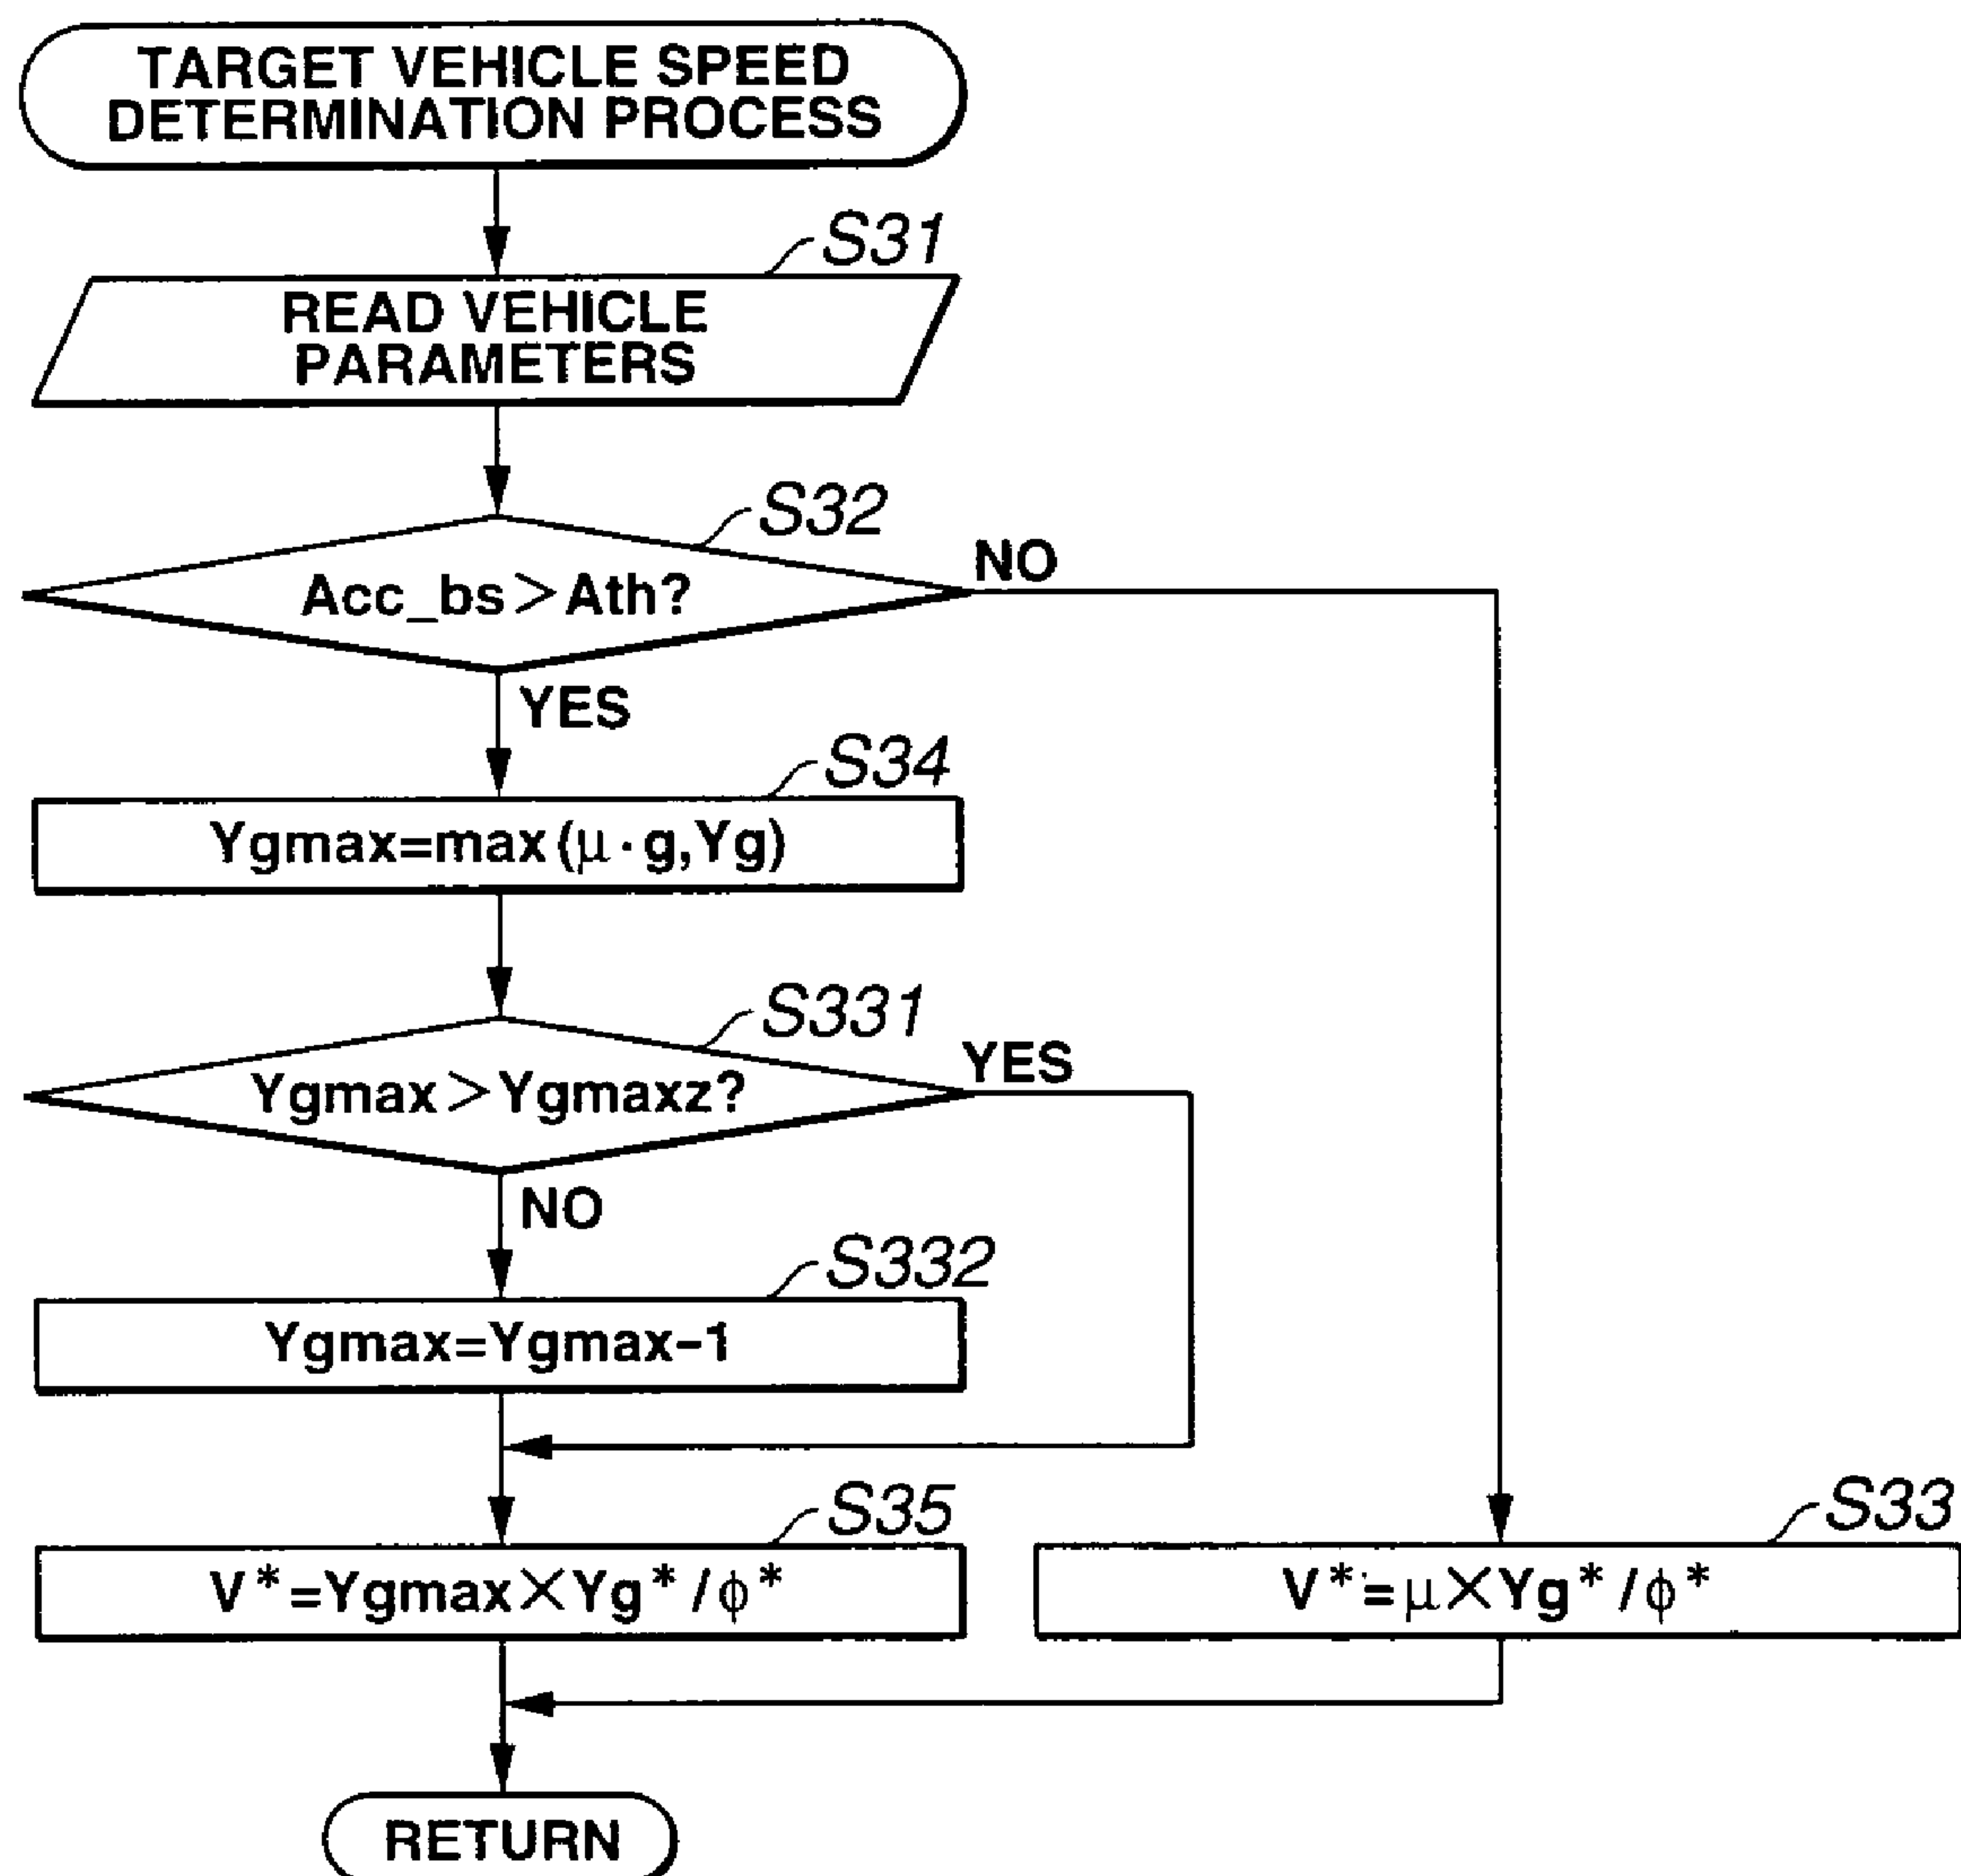 TARGET VEHICLE SPEED
DETERMINATION PROCESS
S31
READ VEHICLE
PARAMETERS
S32
Acc_bs>Ath?
NO
YES
S34
Ygmax=max(μ·g,Yg)
S331
Ygmax>Ygmaxz?
YES
NO
S332
Ygmax=Ygmax-1
S35
V*=Ygmax×Yg*/ϕ*
S33
V*=μ×Yg*/ϕ*
RETURN